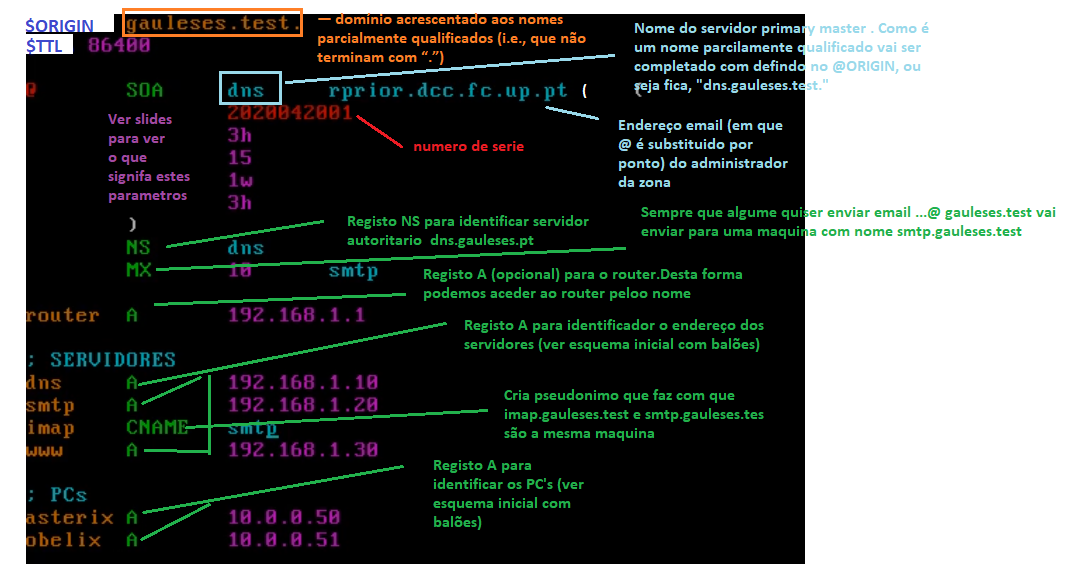 $ORIGIN gauleses.test.
$TTL 86400
— domínio acrescentado aos nomes
parcialmente qualificados (i.e., que não
terminam com “.”)
Nome do servidor primary master . Como é
um nome parcilamente qualificado vai ser
completado com defindo no @ORIGIN, ou
seja fica, "dns.gauleses.test."
@ SOA dns rprior.dcc.fc.up.pt (
2020042001
3h
15
1w
3h
)
Ver slides
para ver
o que
signifa estes
parametros
numero de serie
Endereço email (em que
@ é substituido por
ponto) do administrador
da zona
NS dns
MX 10 smtp
Registo NS para identificar servidor
autoritario dns.gauleses.pt
Sempre que algume quiser enviar email ...@ gauleses.test vai
enviar para uma maquina com nome smtp.gauleses.test
Registo A (opcional) para o router.Desta forma
podemos aceder ao router peloo nome
router A 192.168.1.1
Registo A para identificador o endereço dos
servidores (ver esquema inicial com balões)
; SERVIDORES
dns A 192.168.1.10
smtp A 192.168.1.20
imap CNAME smtp
www A 192.168.1.30
Cria pseudonimo que faz com que
imap.gauleses.test e smtp.gauleses.tes
são a mesma maquina
Registo A para
identificar os PC's (ver
esquema inicial com
balões)
; PCs
asterix A 10.0.0.50
obelix A 10.0.0.51